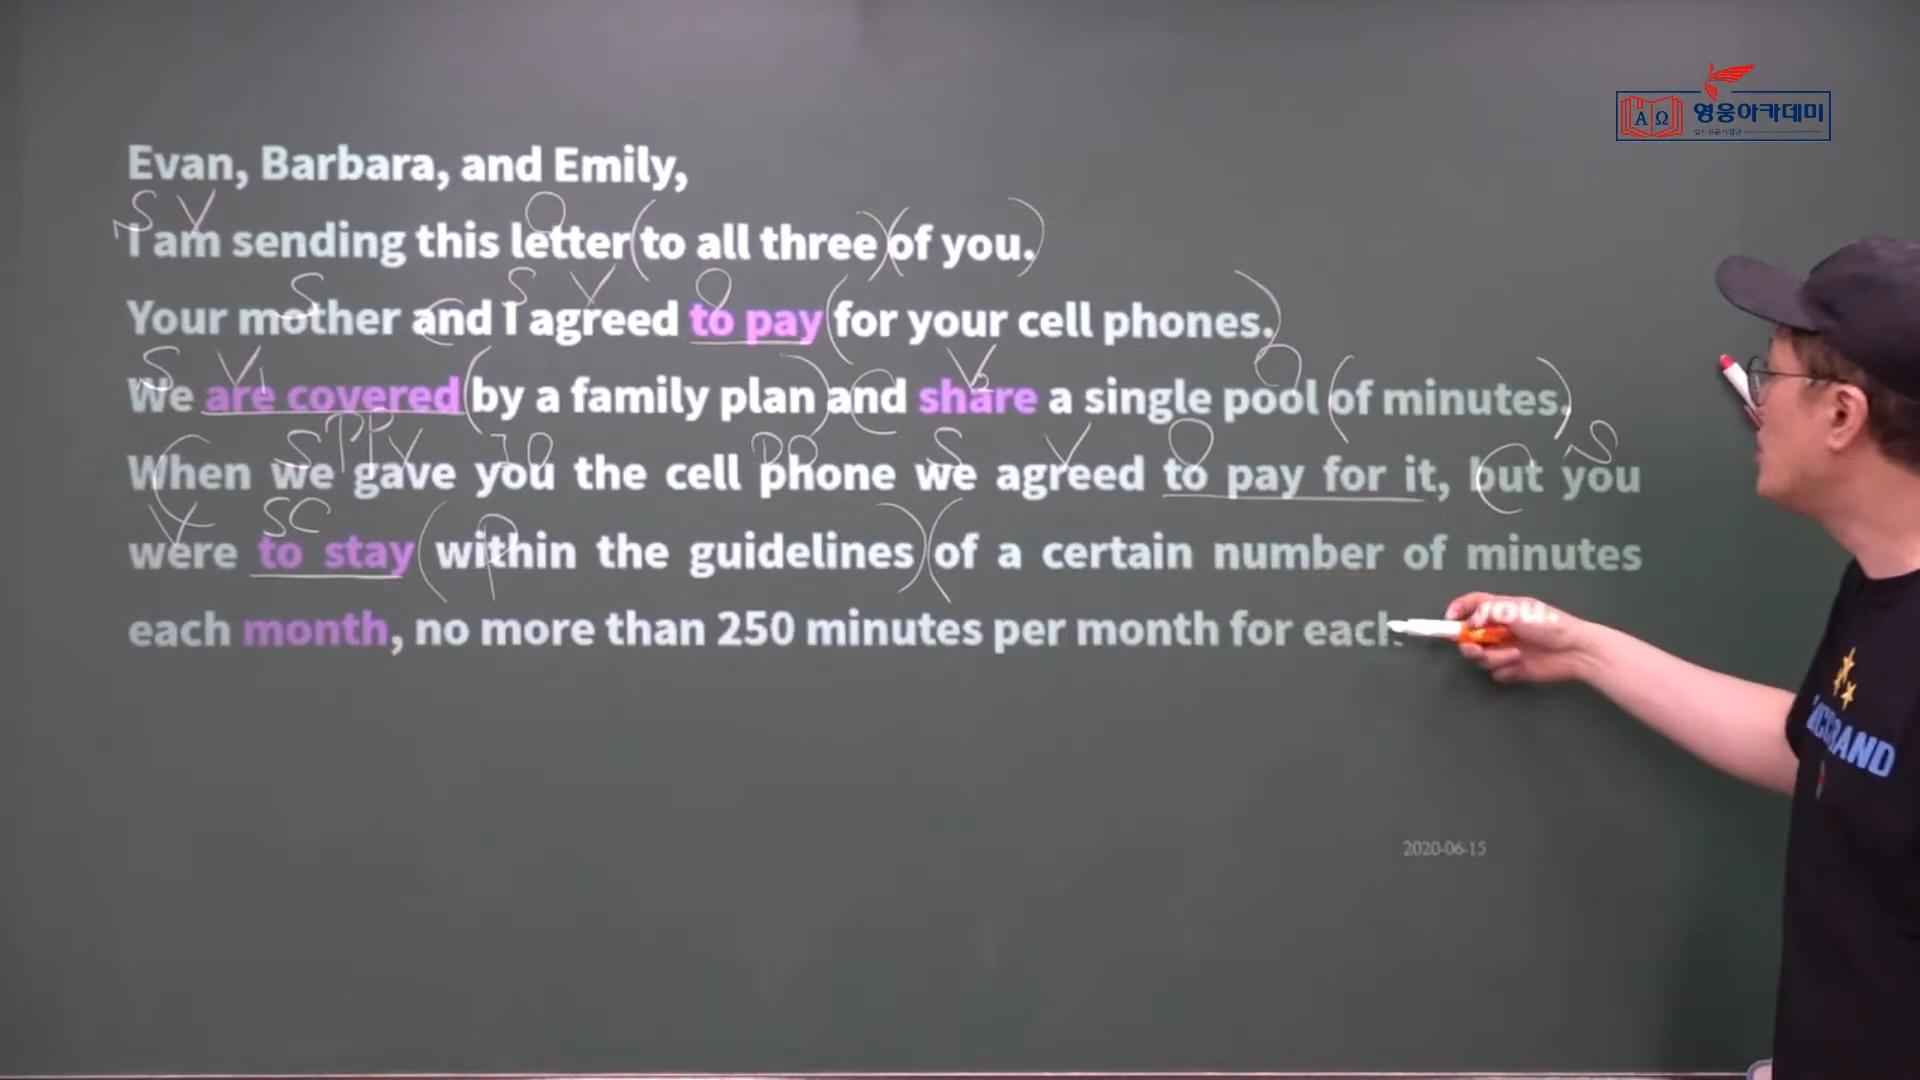 영웅아카데미
Evan, Barbara, and Emily,
I am sending this letter to all three of you.
Your mother and I agreed to pay for your cell phones.
We are covered by a family plan and share a single pool of minutes.
When we gave you the cell phone we agreed to pay for it, but you
were to stay within the guidelines of a certain number of minutes
each month, no more than 250 minutes per month for each you.
2020-06-15